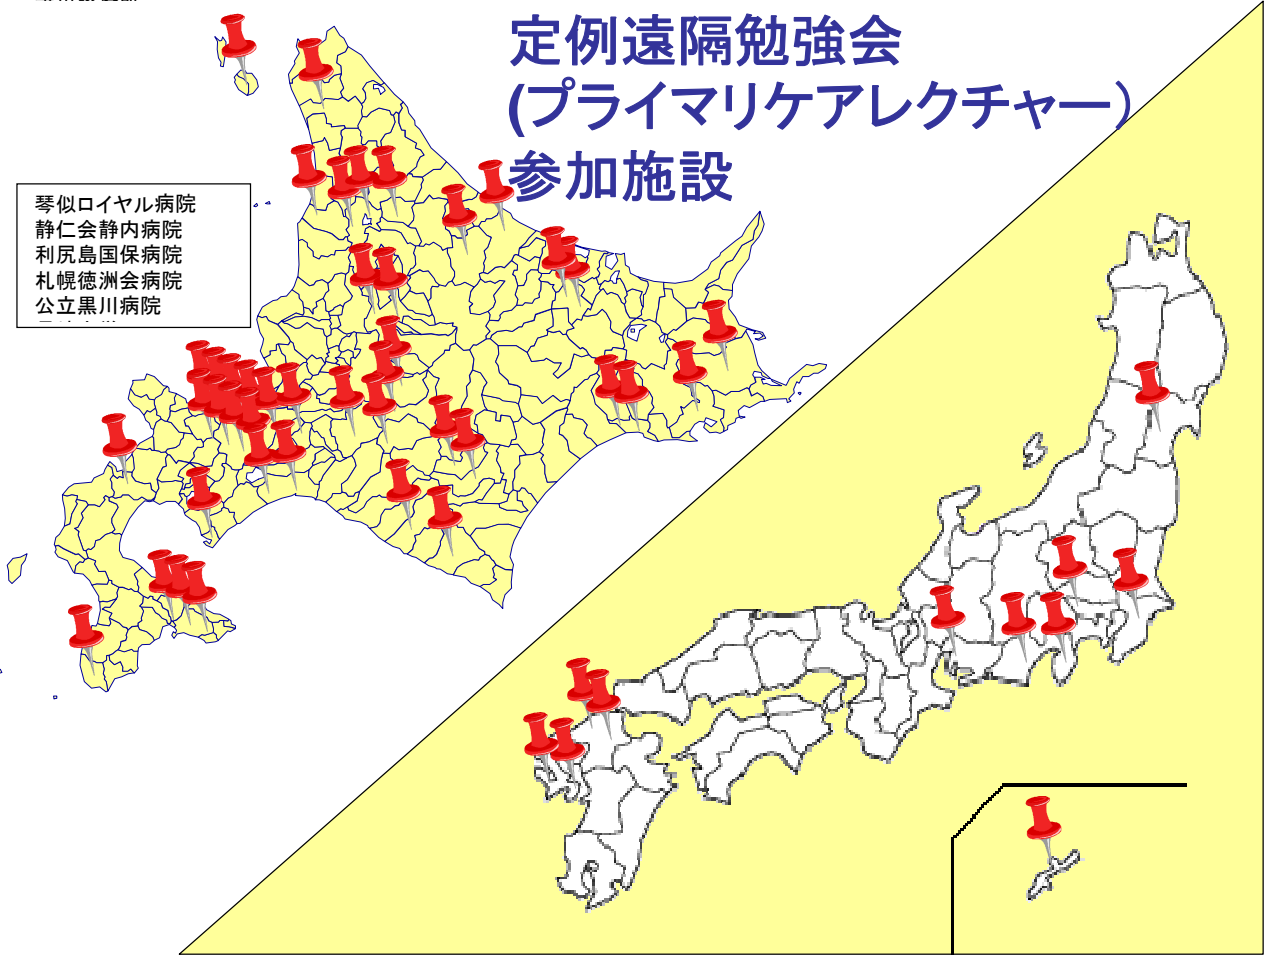 定例遠隔勉強会
(プライマリケアレクチャー)
参加施設
琴似ロイヤル病院
静仁会静内病院
利尻島国保病院
札幌徳洲会病院
公立黒川病院